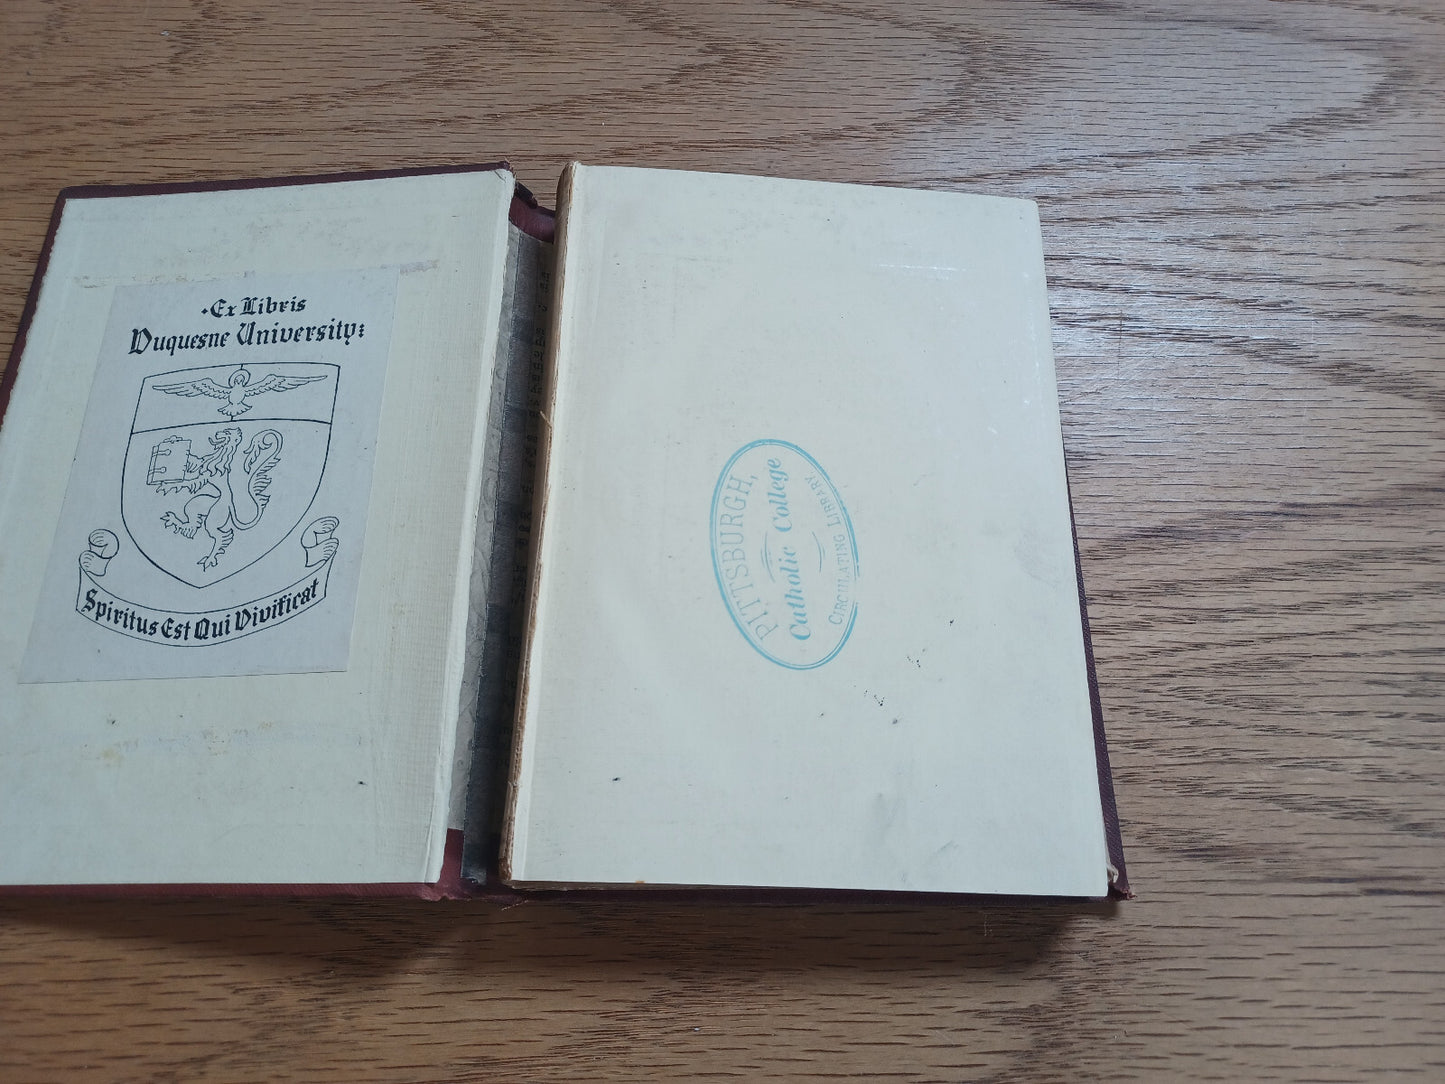 ·Ex Libris
Duquesne University:
Spiritus Est Qui Vivificat
PITTSBURGH,
Catholic College
CIRCULATING LIBRARY